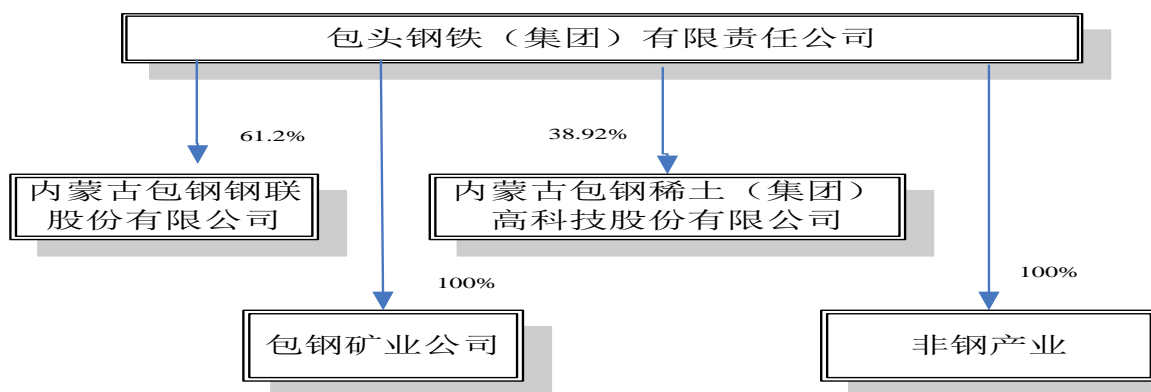 包头钢铁（集团）有限责任公司
61.2%
38.92%
内蒙古包钢钢联
股份有限公司
内蒙古包钢稀土（集团）
高科技股份有限公司
100%
100%
包钢矿业公司
非钢产业